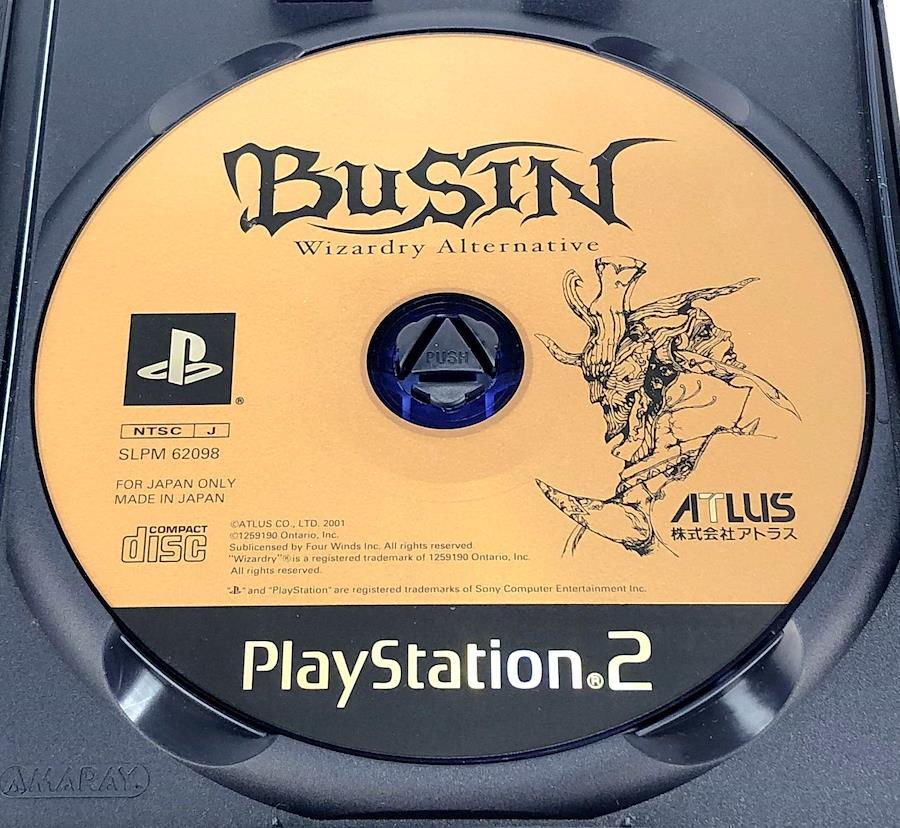 BUSIN
Wizardry Alternative
PUSH
®
NTSC J
SLPM 62098
FOR JAPAN ONLY
MADE IN JAPAN
COMPACT
disc
©ATLUS CO., LTD. 2001
©1259190 Ontario, Inc.
Sublicensed by Four Winds Inc. All rights reserved.
"Wizardry"® is a registered trademark of 1259190 Ontario, Inc.
All rights reserved.
" " and "PlayStation" are registered trademarks of Sony Computer Entertainment Inc.
ATLUS
株式会社アトラス
PlayStation®2
AMARAY